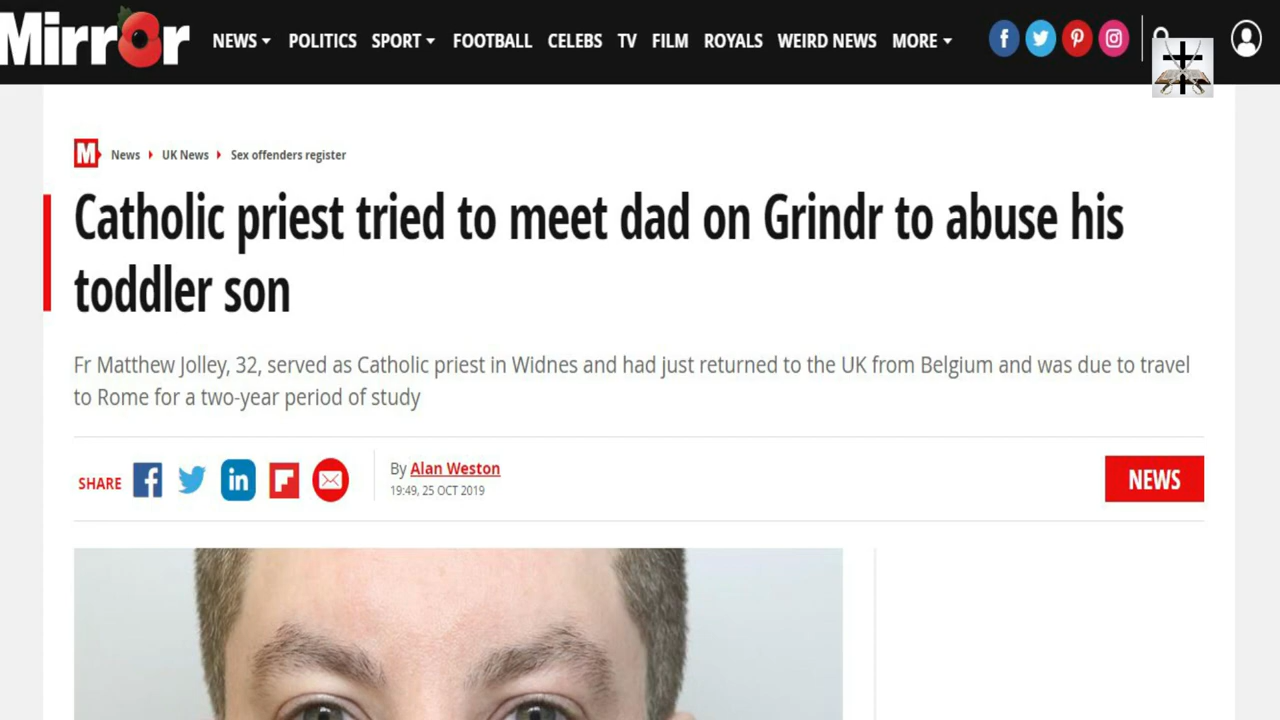 Mirror NEWS POLITICS SPORT FOOTBALL CELEBS TV FILM ROYALS WEIRD NEWS MORE
M News UK News Sex offenders register
Catholic priest tried to meet dad on Grindr to abuse his
toddler son
Fr Matthew Jolley, 32, served as Catholic priest in Widnes and had just returned to the UK from Belgium and was due to travel
to Rome for a two-year period of study
SHARE
By Alan Weston
19:49, 25 OCT 2019
NEWS